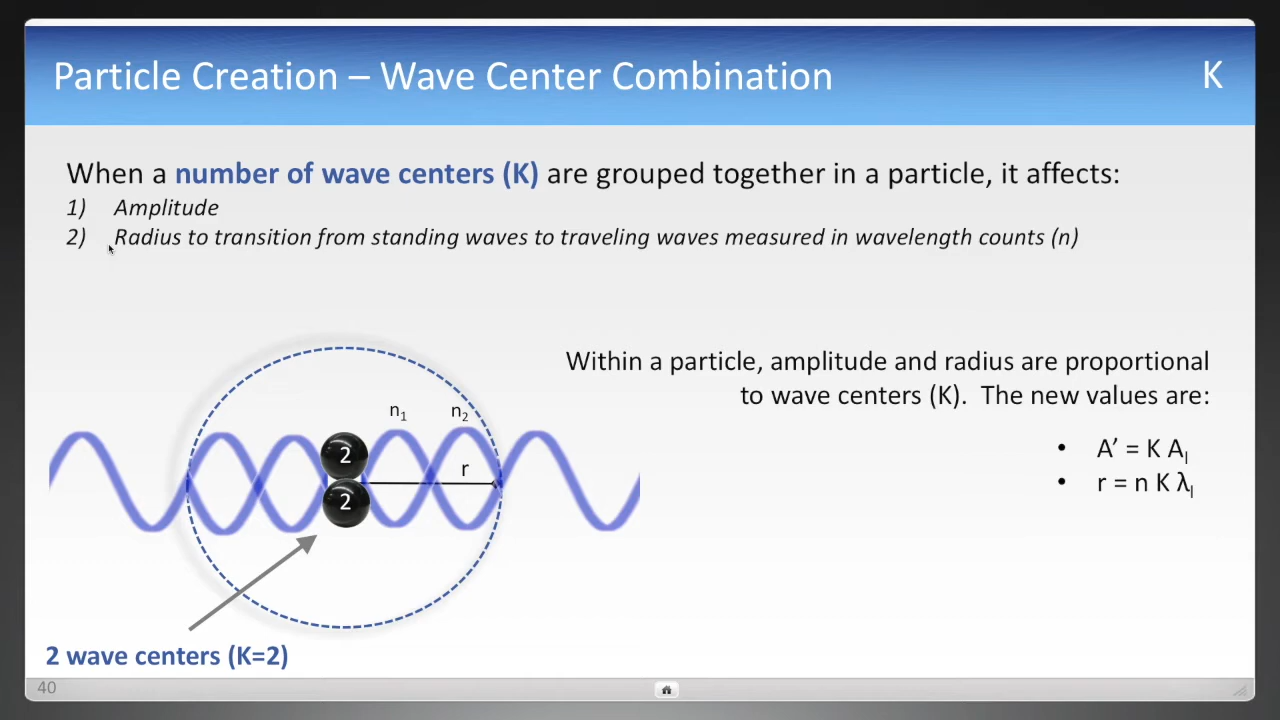 Particle Creation – Wave Center Combination
K
When a number of wave centers (K) are grouped together in a particle, it affects:
1) Amplitude
2) Radius to transition from standing waves to traveling waves measured in wavelength counts (n)
Within a particle, amplitude and radius are proportional
to wave centers (K). The new values are:
• A’ = K Aₗ
• r = n K λₗ
n₁ n₂
r
2
2
2 wave centers (K=2)
40